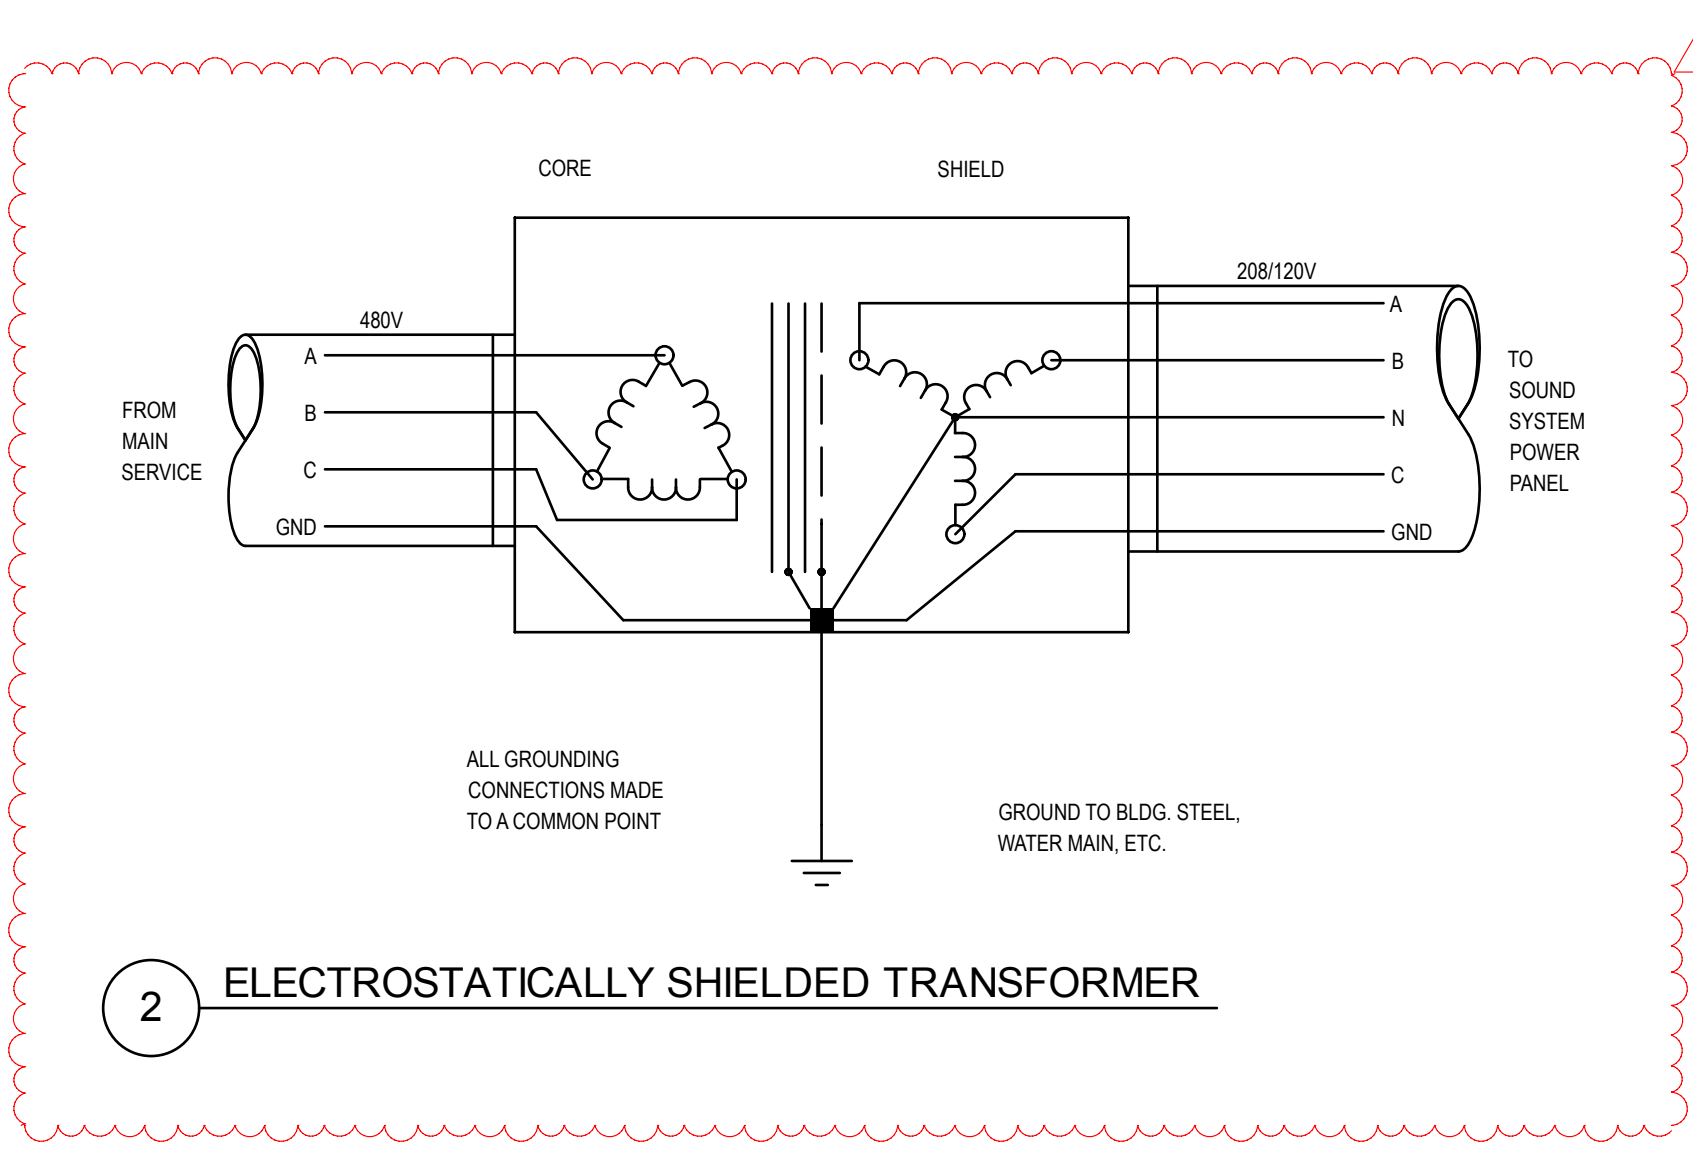 CORE
SHIELD
480V
208/120V
FROM
MAIN
SERVICE
A
B
C
GND
A
B
N
C
GND
TO
SOUND
SYSTEM
POWER
PANEL
ALL GROUNDING
CONNECTIONS MADE
TO A COMMON POINT
GROUND TO BLDG. STEEL,
WATER MAIN, ETC.
2
ELECTROSTATICALLY SHIELDED TRANSFORMER